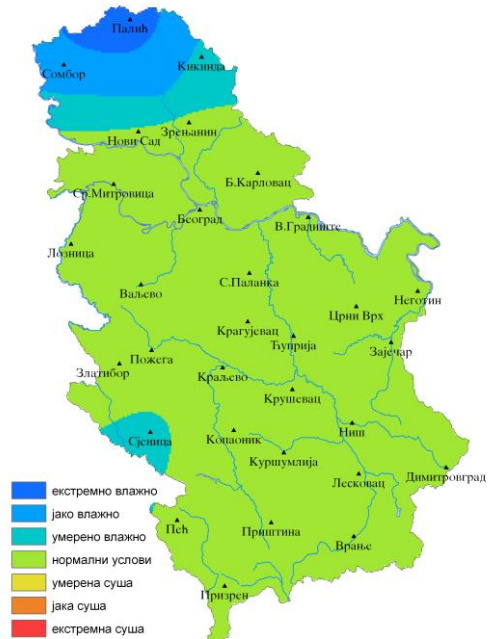 Палић
Сомбор
Кикинда
Зрењанин
Нови Сад
Б.Карловац
Ср.Митровица
Београд
В.Градиште
Лозница
С.Паланка
Ваљево
Неготин
Црни Врх
Крагујевац
Ћуприја
Зајечар
Пожега
Златибор
Краљево
Крушевац
Сјеница
Копаоник
Ниш
Куршумлија
Димитровград
Лесковац
Пећ
Приштина
Врање
Призрен
екстремно влажно
јако влажно
умерено влажно
нормални услови
умерена суша
јака суша
екстремна суша